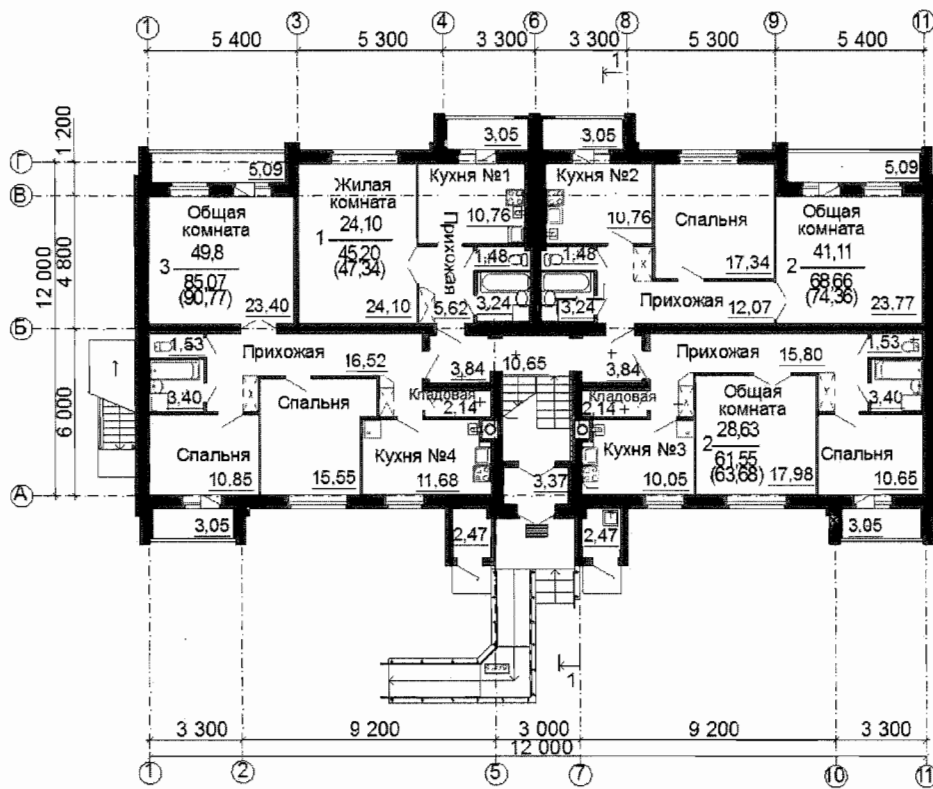 1 3 4 6 8 9 11
5 400 5 300 3 300 3 300 5 300 5 400
1
1 200
3,05 3,05
Г
5,09 5,09
В
Жилая комната
24,10
1 45,20
(47,34)
24,10
Кухня №1
10,76
Кухня №2
10,76
Спальня
17,34
Общая комната
49,8
3 85,07
(90,77)
23,40
Общая комната
41,11
2 68,66
(74,36)
23,77
12 000
4 800
Прихожая
5,62
1,48 1,48
3,24 3,24
Прихожая
12,07
Б
1,53
Прихожая
16,52
3,84
10,65
3,84
Прихожая
15,80
1,53
3,40
Спальня
15,55
Кладовая
2,14
Кладовая
2,14
Общая комната
28,63
2 61,55
(63,68) 17,98
3,40
6 000
Спальня
10,85
Кухня №4
11,68
3,37
Кухня №3
10,05
Спальня
10,65
А
3,05
2,47 2,47
3,05
1
3 300 9 200 3 000 9 200 3 300
12 000
1 2 5 7 10 11